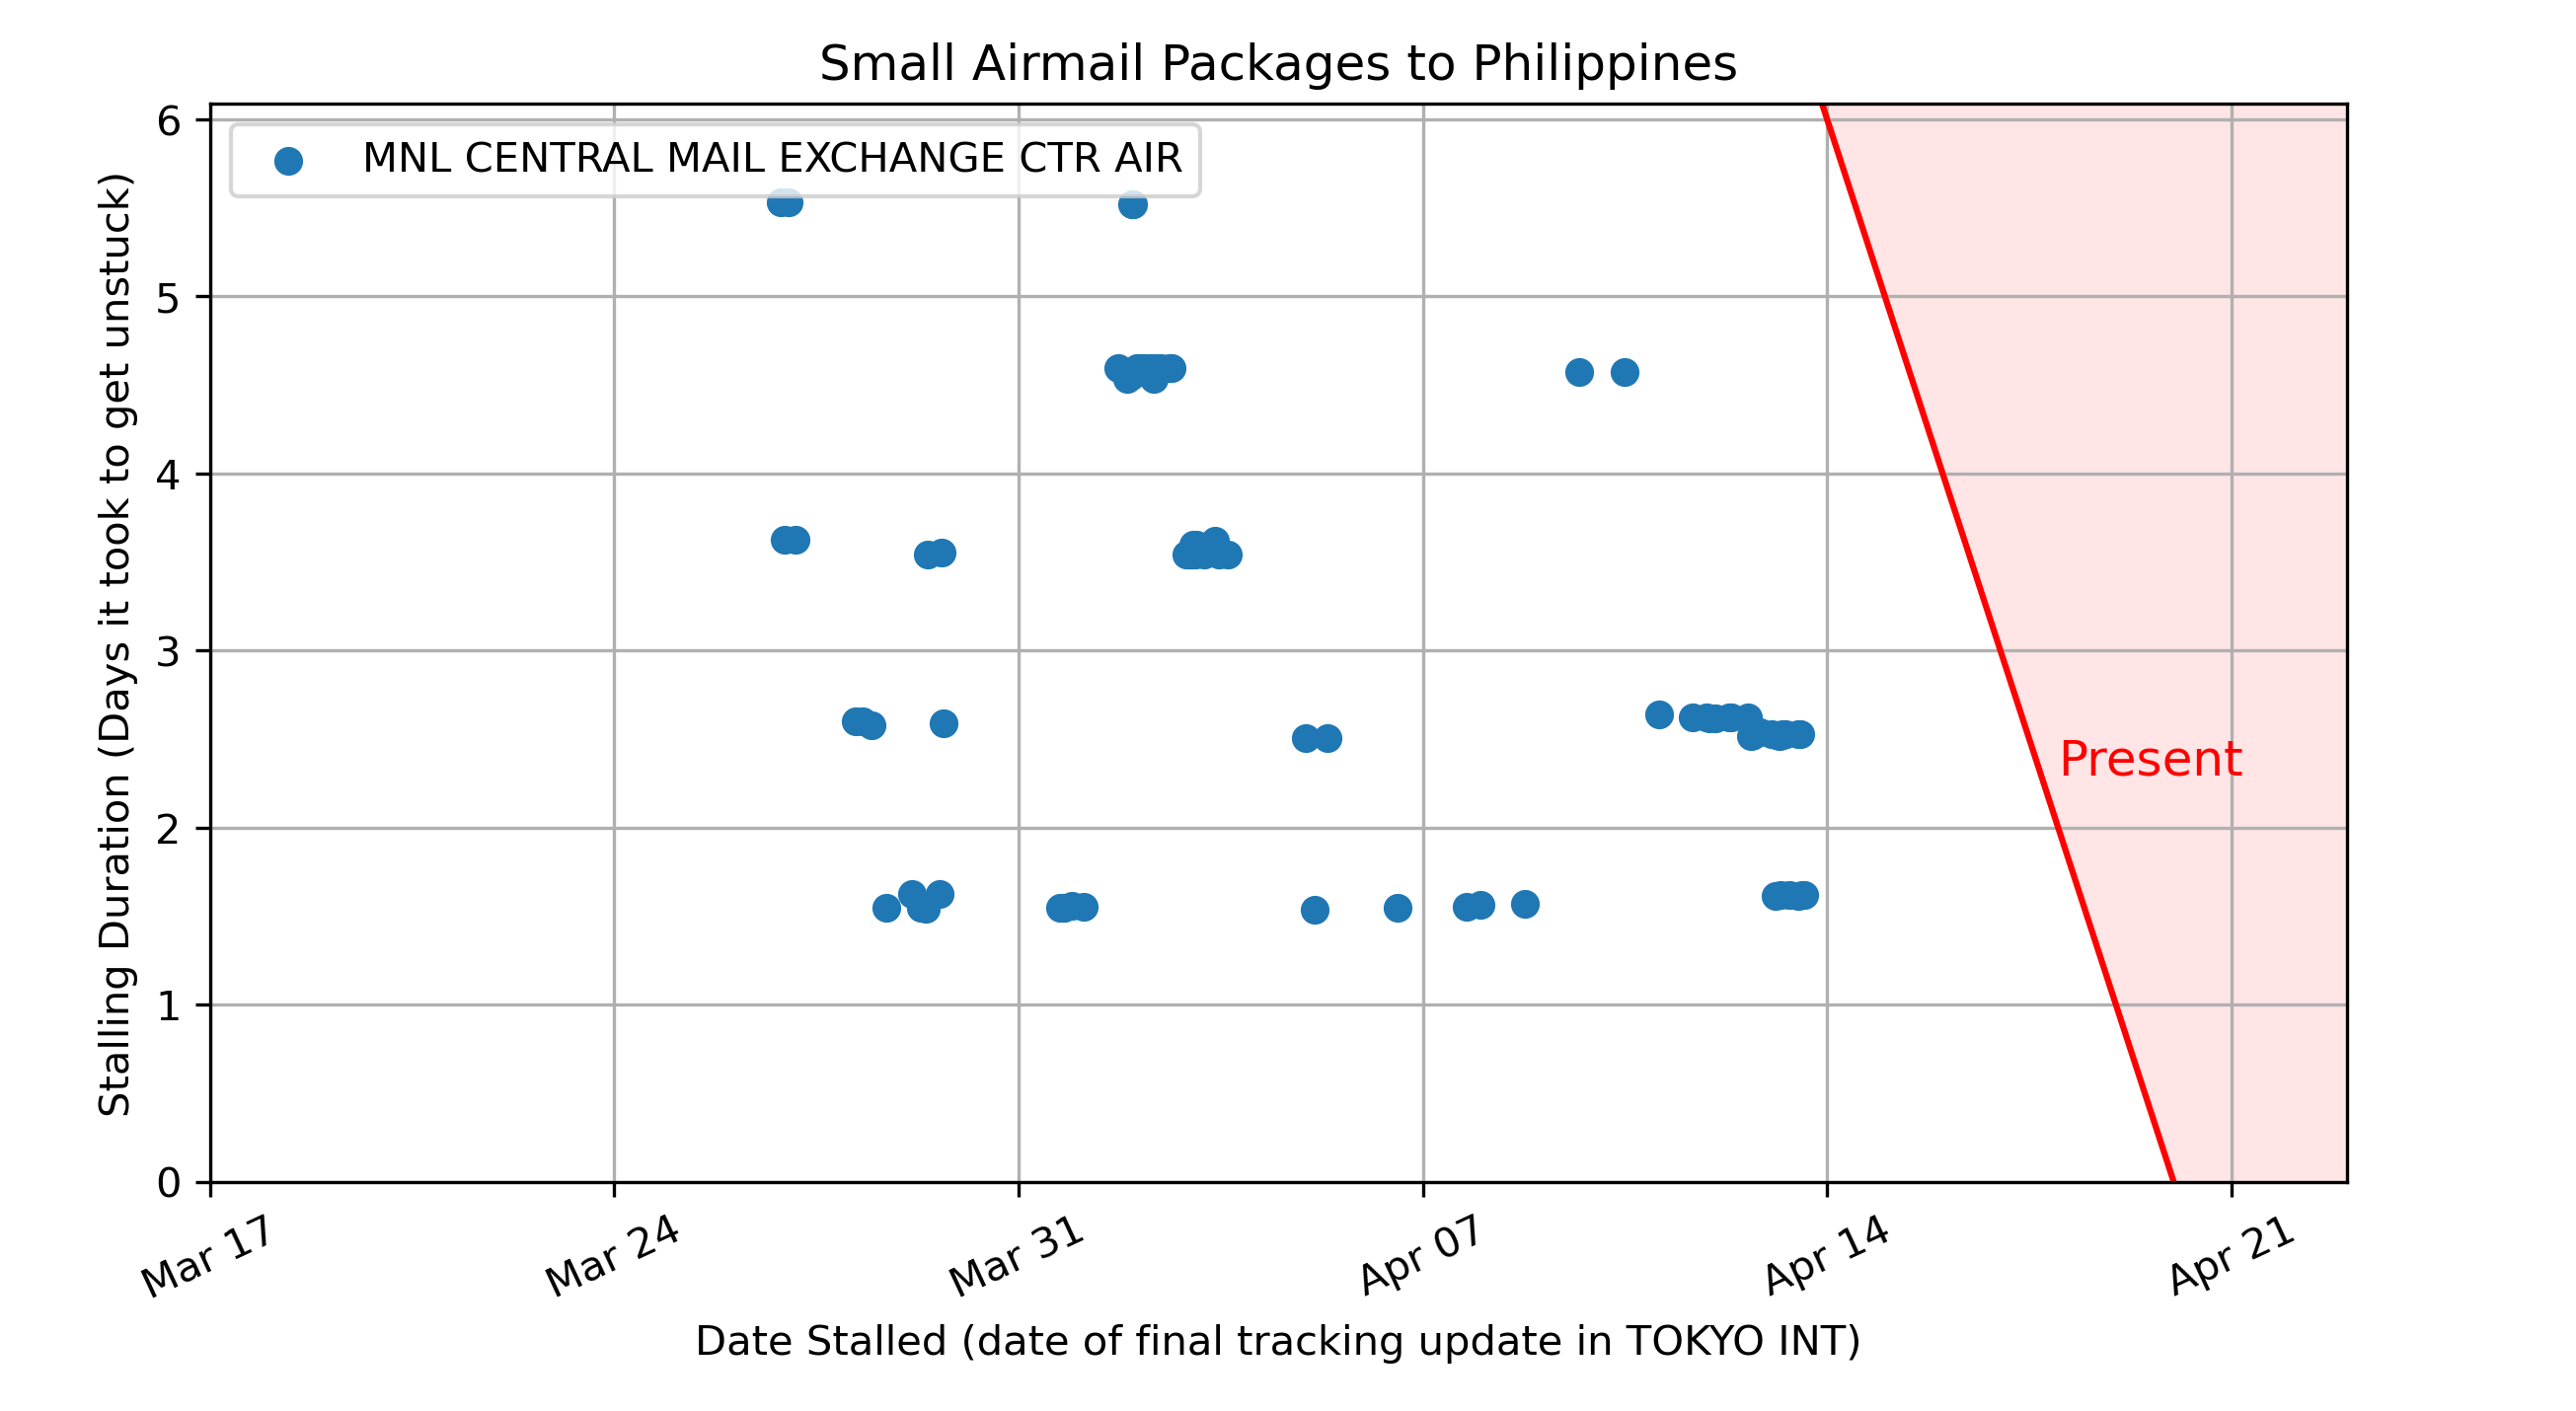 Small Airmail Packages to Philippines
MNL CENTRAL MAIL EXCHANGE CTR AIR
Stalling Duration (Days it took to get unstuck)
6
5
4
3
2
1
0
Present
Mar 17
Mar 24
Mar 31
Apr 07
Apr 14
Apr 21
Date Stalled (date of final tracking update in TOKYO INT)